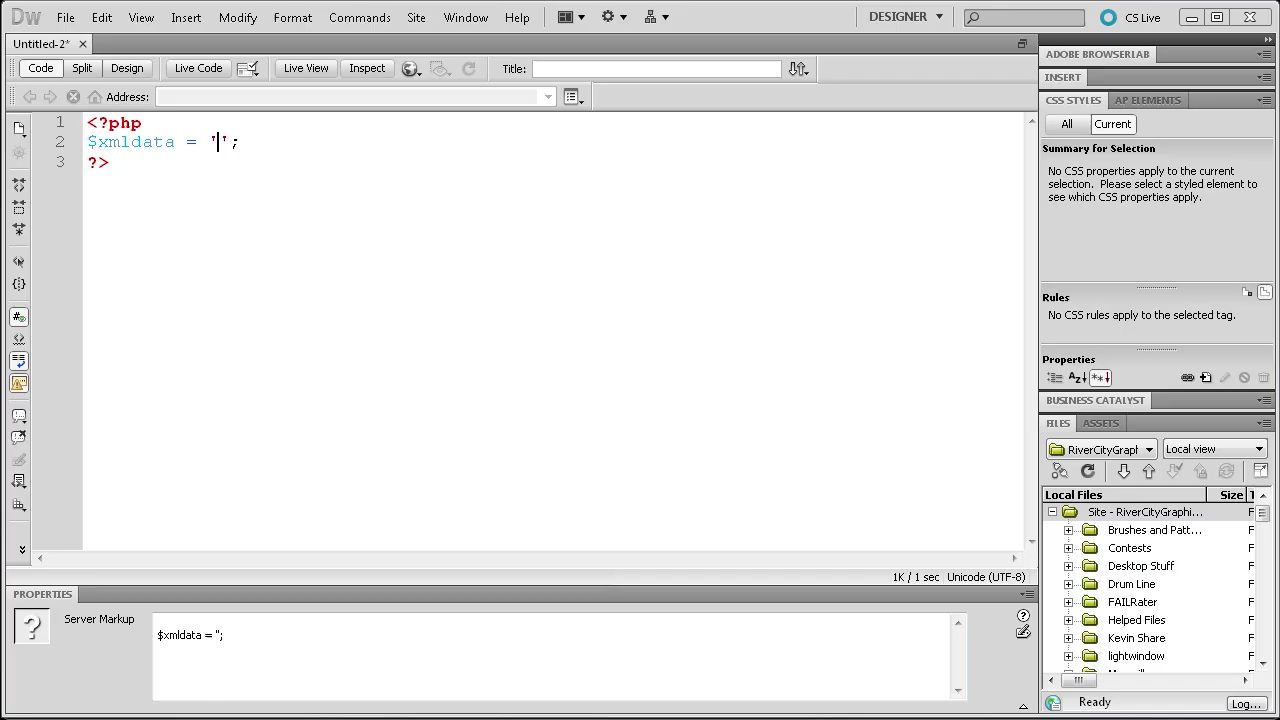 Dw File Edit View Insert Modify Format Commands Site Window Help DESIGNER CS Live
Untitled-2*
Code Split Design Live Code Live View Inspect Title:
Address:
1 <?php
2 $xmldata = '';
3 ?>
1K / 1 sec Unicode (UTF-8)
PROPERTIES
Server Markup
$xmldata = '';
ADOBE BROWSERLAB
INSERT
CSS STYLES AP ELEMENTS
All Current
Summary for Selection
No CSS properties apply to the current
selection. Please select a styled element to
see which CSS properties apply.
Rules
No CSS rules apply to the selected tag.
Properties
BUSINESS CATALYST
FILES ASSETS
RiverCityGraph Local view
Local Files Size T
Site - RiverCityGraphi... F
Brushes and Patt... F
Contests F
Desktop Stuff F
Drum Line F
FAILRater F
Helped Files F
Kevin Share F
lightwindow F
Ready Log...